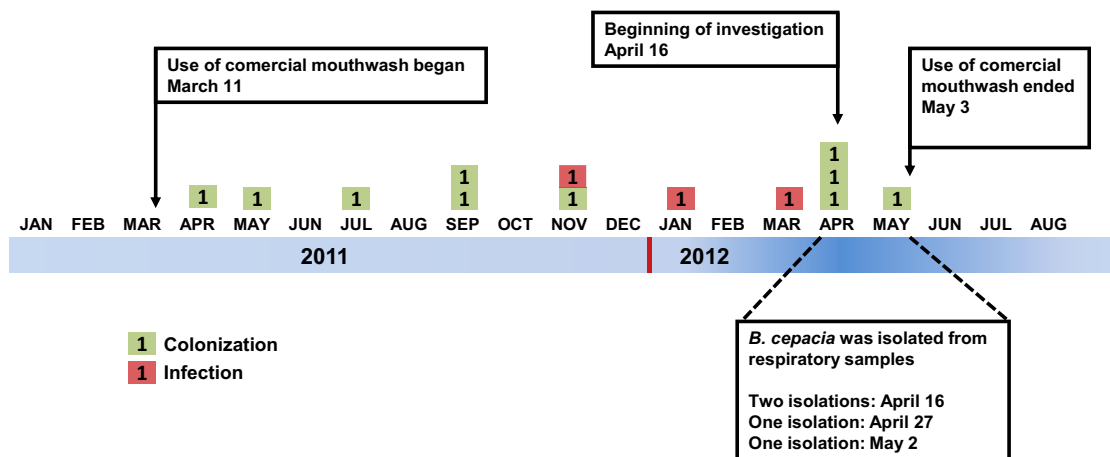 Beginning of investigation
April 16
Use of comercial mouthwash began
March 11
Use of comercial
mouthwash ended
May 3
1
1 1 1
1 1 1 1 1 1 1 1 1 1 1
JAN FEB MAR APR MAY JUN JUL AUG SEP OCT NOV DEC JAN FEB MAR APR MAY JUN JUL AUG
2011 2012
1 Colonization
1 Infection
B. cepacia was isolated from
respiratory samples
Two isolations: April 16
One isolation: April 27
One isolation: May 2